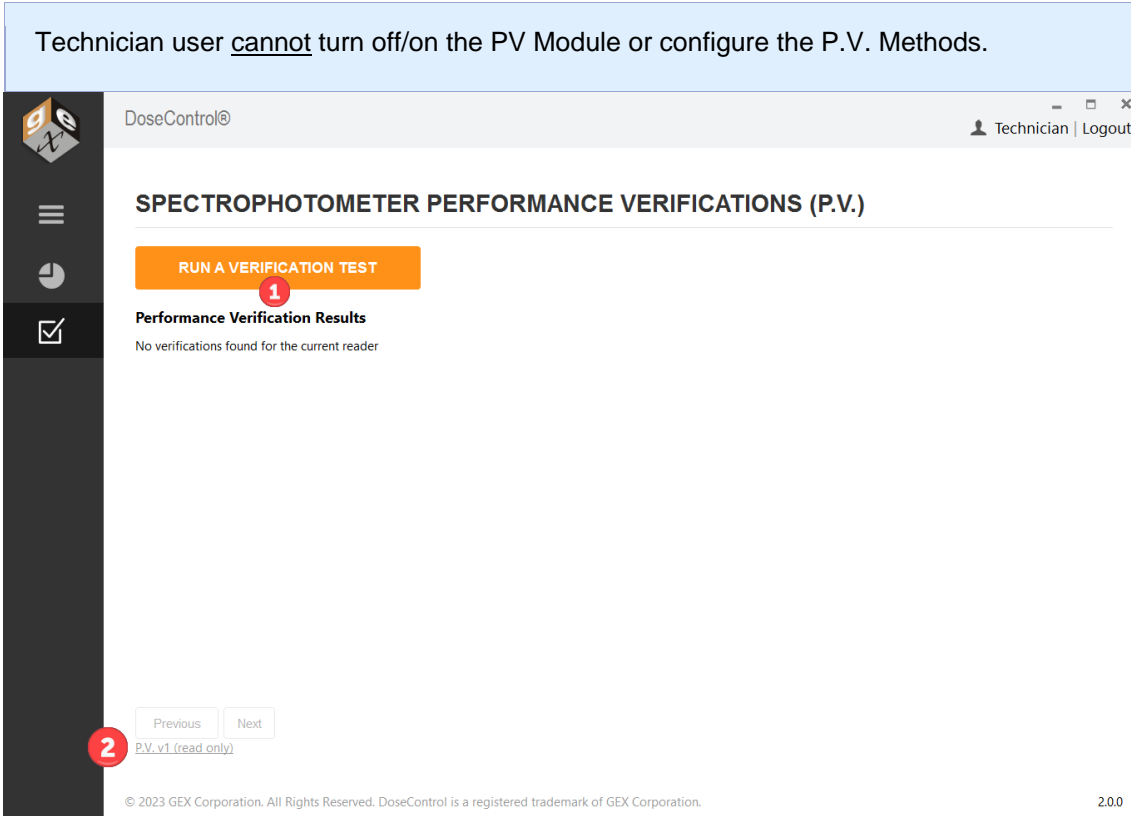 Technician user cannot turn off/on the PV Module or configure the P.V. Methods.
gex
DoseControl®
Technician | Logout
SPECTROPHOTOMETER PERFORMANCE VERIFICATIONS (P.V.)
RUN A VERIFICATION TEST
1
Performance Verification Results
No verifications found for the current reader
Previous Next
2 P.V. v1 (read only)
© 2023 GEX Corporation. All Rights Reserved. DoseControl is a registered trademark of GEX Corporation. 2.0.0